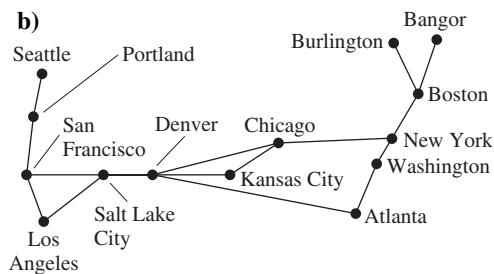 b)
Bangor
Burlington
Seattle
Portland
Boston
San
Francisco
Denver
Chicago
New York
Washington
Kansas City
Salt Lake
City
Atlanta
Los
Angeles